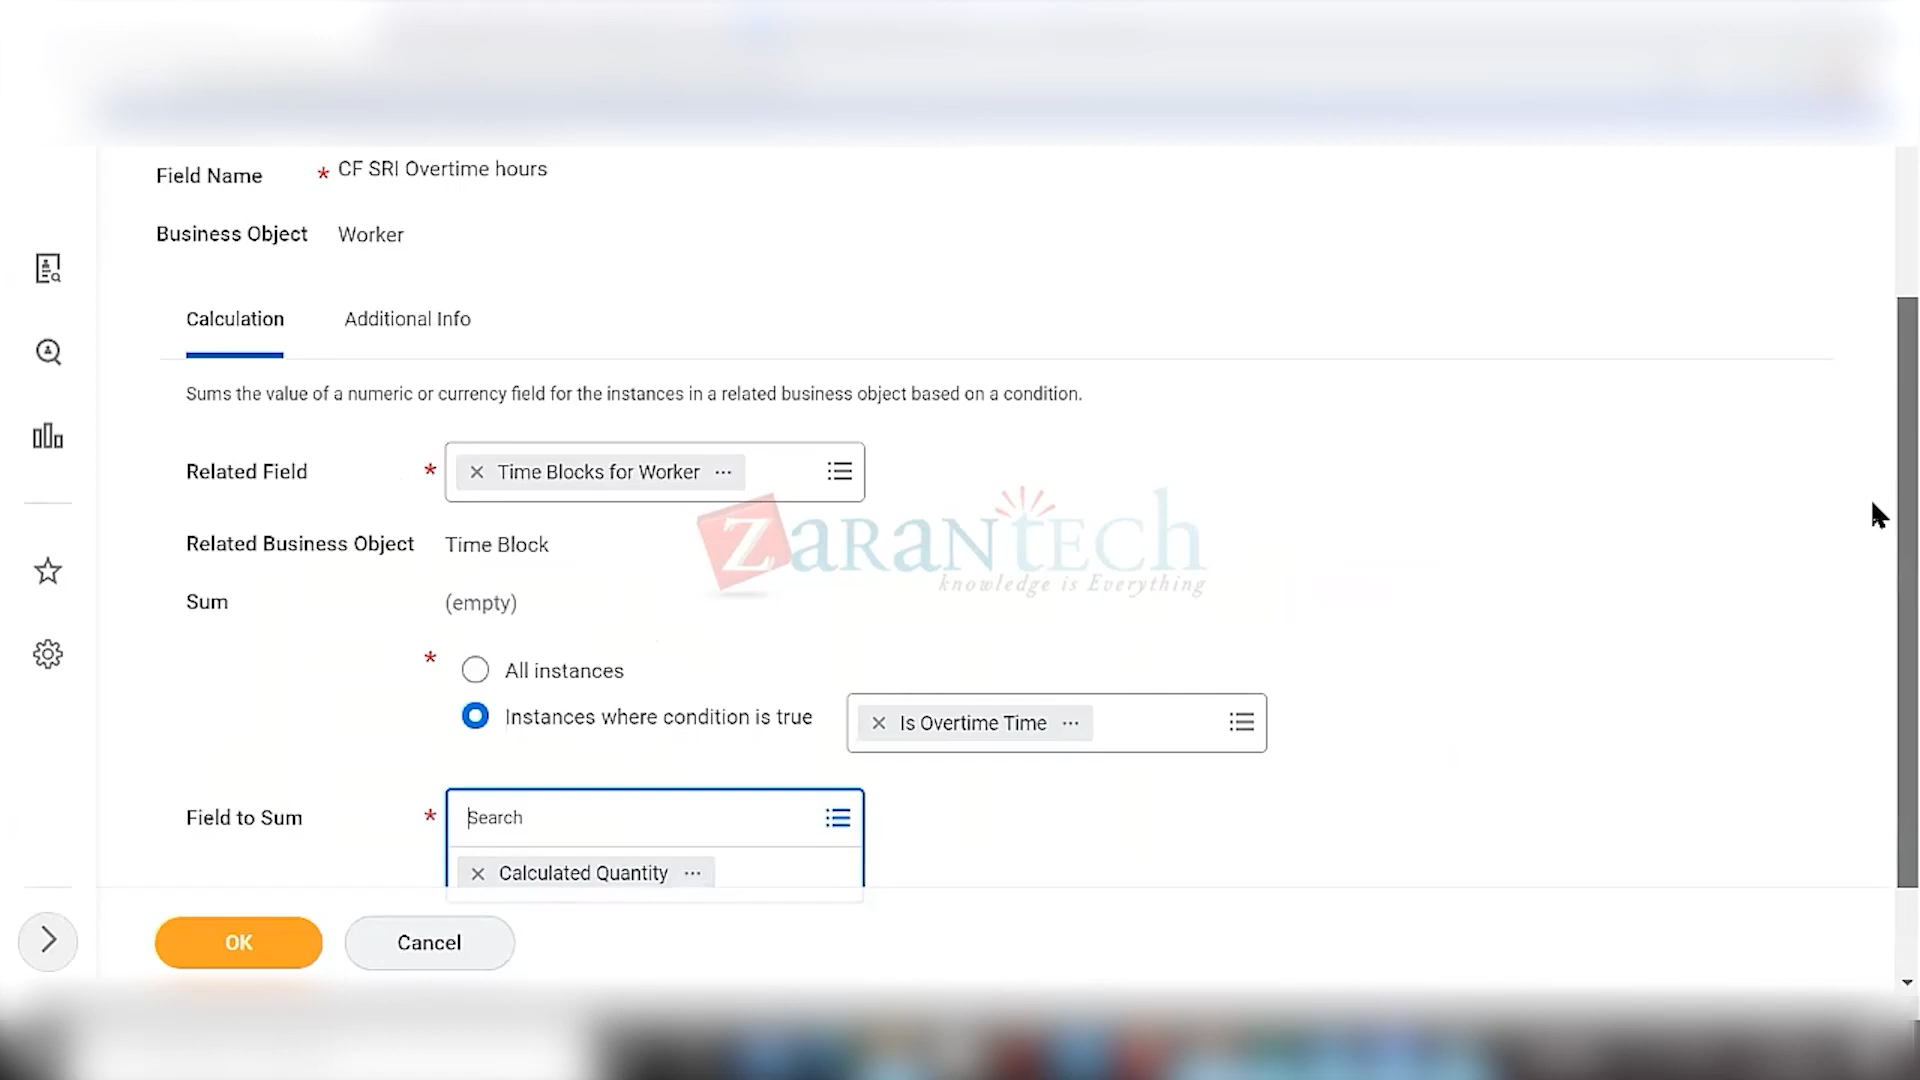 Field Name * CF SRI Overtime hours
Business Object Worker
Calculation Additional Info
Sums the value of a numeric or currency field for the instances in a related business object based on a condition.
Related Field * × Time Blocks for Worker ...
ZaranTech
knowledge is Everything
Related Business Object Time Block
Sum (empty)
* All instances
Instances where condition is true × Is Overtime Time ...
Field to Sum * Search
× Calculated Quantity ...
OK Cancel